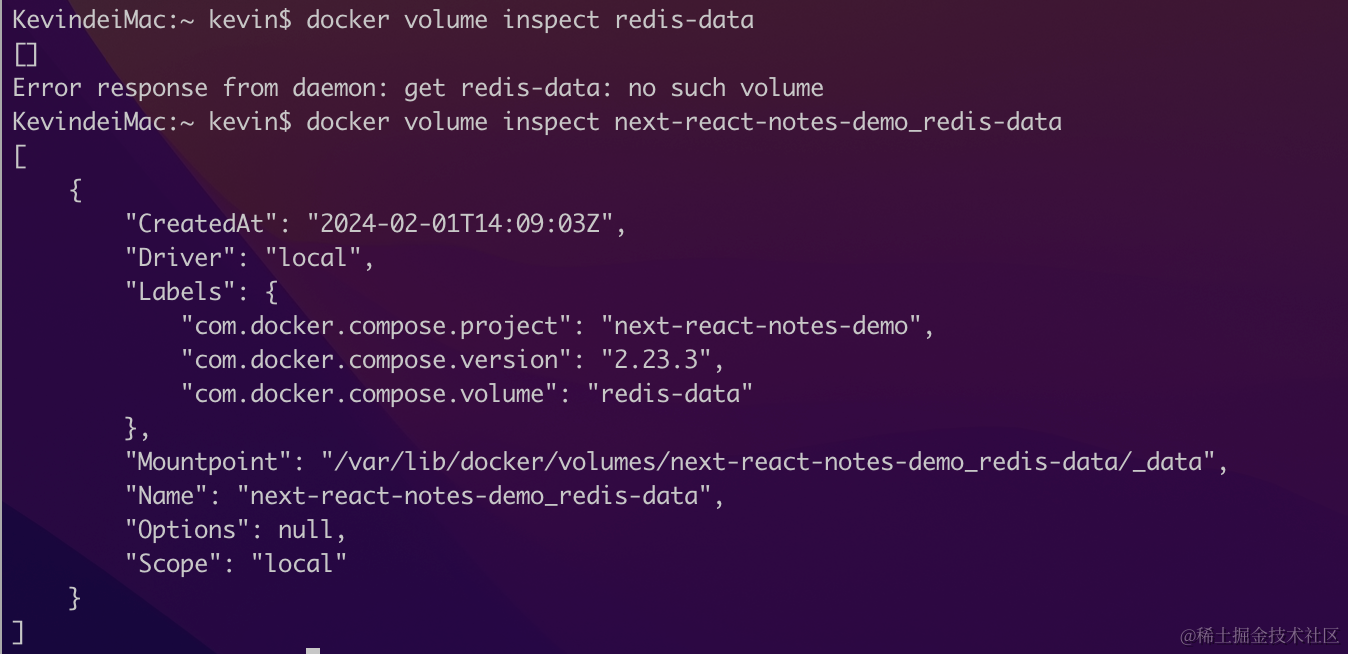 KevindeiMac:~ kevin$ docker volume inspect redis-data
[]
Error response from daemon: get redis-data: no such volume
KevindeiMac:~ kevin$ docker volume inspect next-react-notes-demo_redis-data
[
    {
        "CreatedAt": "2024-02-01T14:09:03Z",
        "Driver": "local",
        "Labels": {
            "com.docker.compose.project": "next-react-notes-demo",
            "com.docker.compose.version": "2.23.3",
            "com.docker.compose.volume": "redis-data"
        },
        "Mountpoint": "/var/lib/docker/volumes/next-react-notes-demo_redis-data/_data",
        "Name": "next-react-notes-demo_redis-data",
        "Options": null,
        "Scope": "local"
    }
]
@稀土掘金技术社区